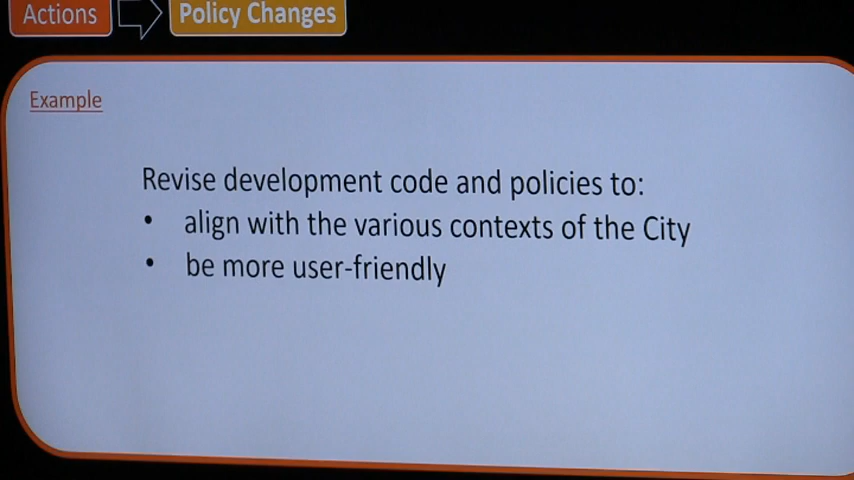 Actions Policy Changes
Example
Revise development code and policies to:
• align with the various contexts of the City
• be more user-friendly